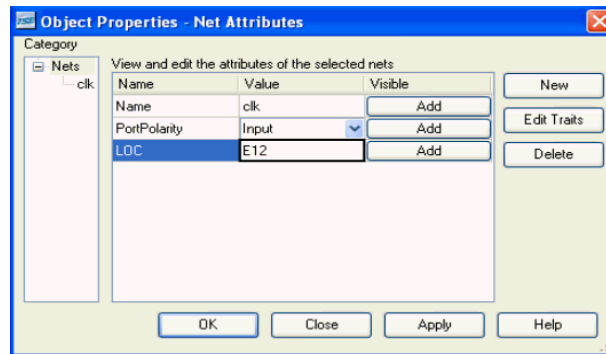 Object Properties - Net Attributes
Category
Nets
clk
View and edit the attributes of the selected nets
Name Value Visible
Name clk Add
PortPolarity Input Add
LOC E12 Add
New
Edit Traits
Delete
OK Close Apply Help